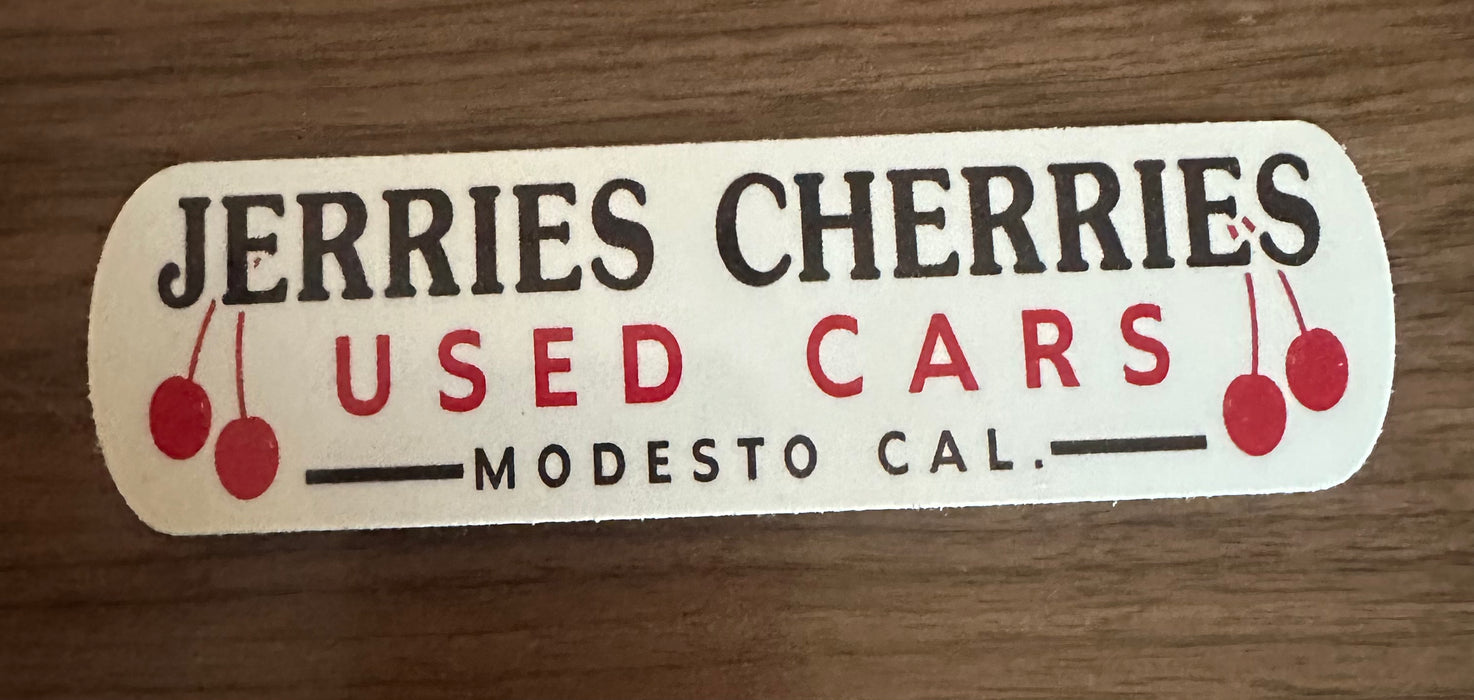 JERRIES CHERRIES
USED CARS
MODESTO CAL.